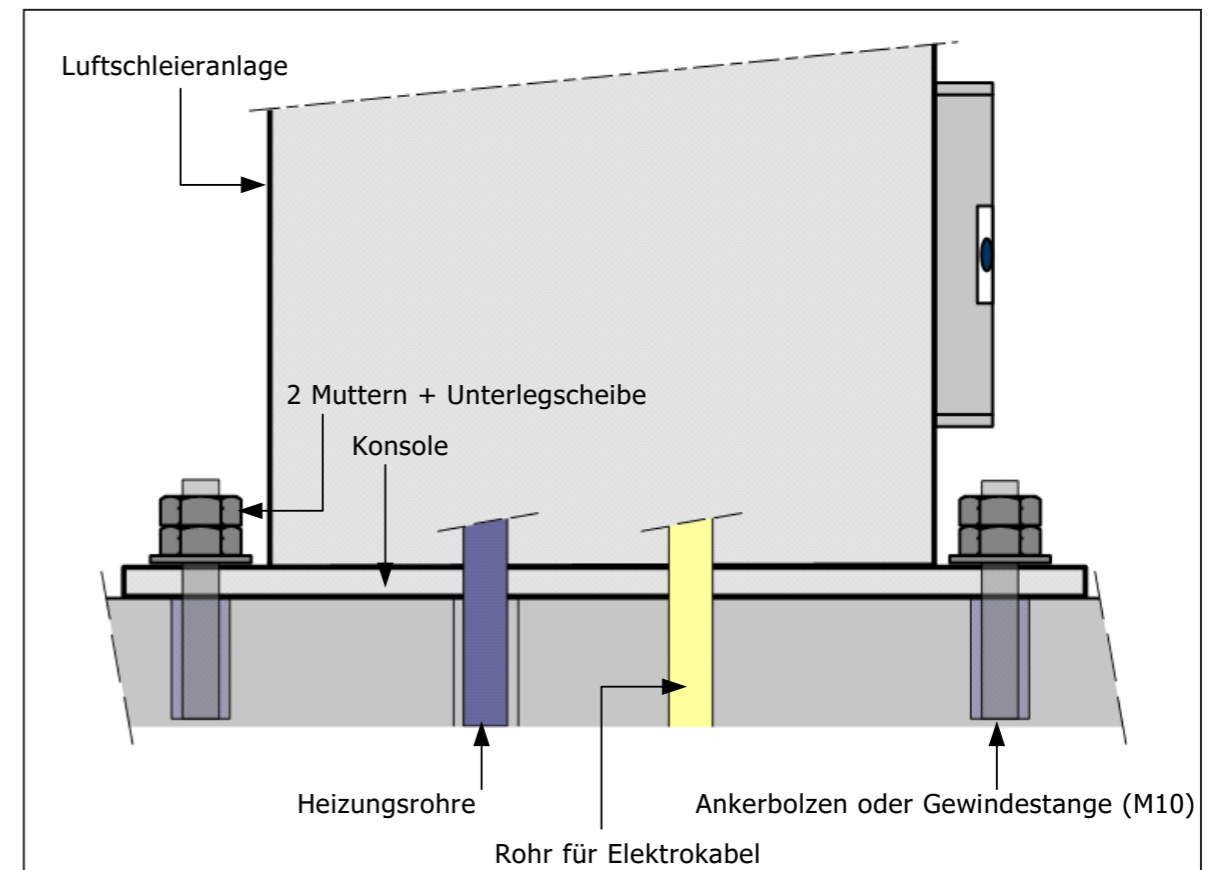 Luftschleieranlage
2 Muttern + Unterlegscheibe
Konsole
Heizungsrohre
Ankerbolzen oder Gewindestange (M10)
Rohr für Elektrokabel